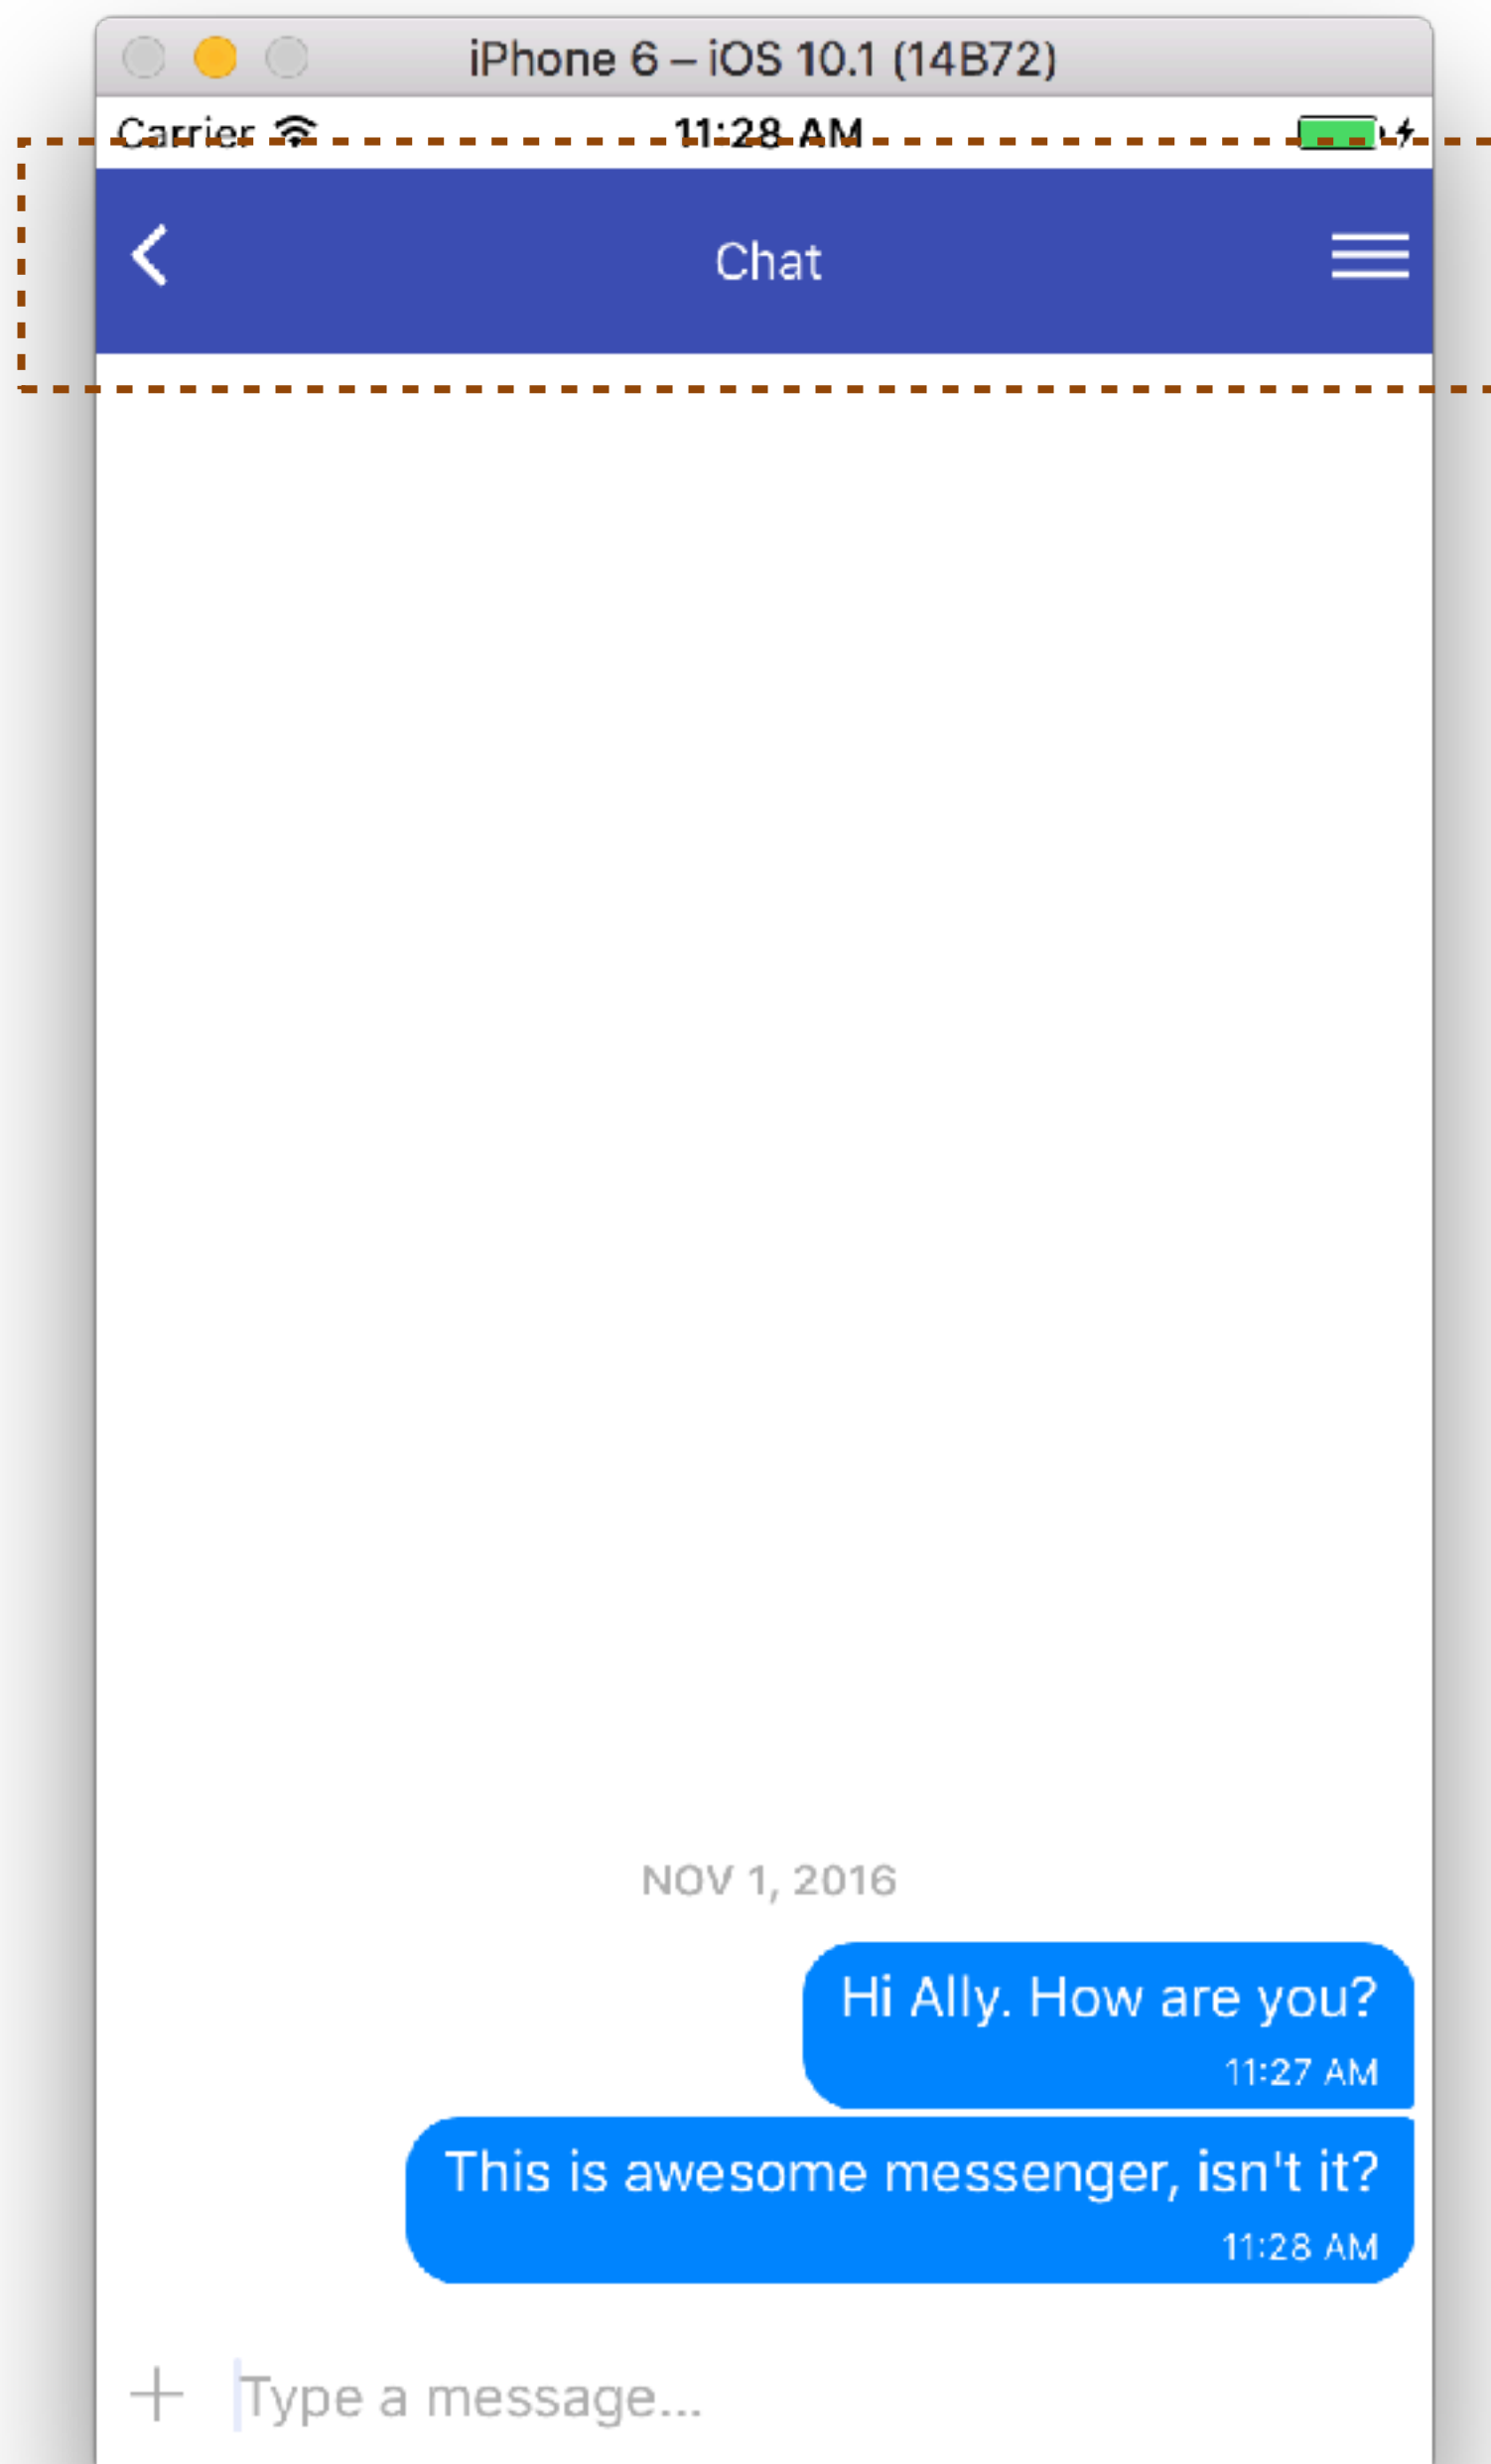 iPhone 6 – iOS 10.1 (14B72)
Carrier 11:28 AM
Chat
NOV 1, 2016
Hi Ally. How are you?
11:27 AM
This is awesome messenger, isn't it?
11:28 AM
Type a message...